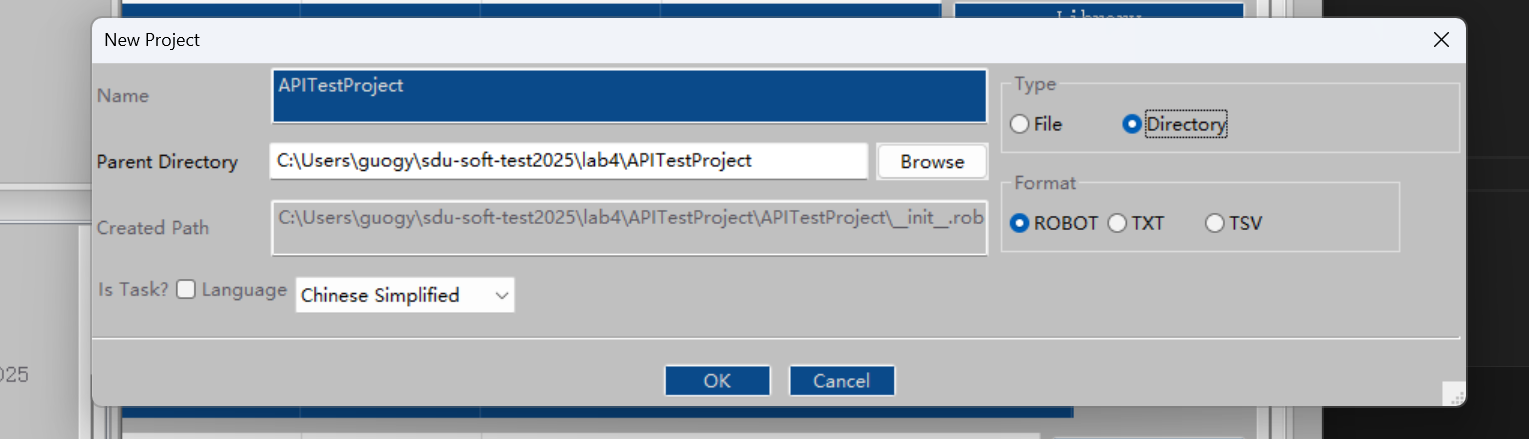 New Project
Name
APITestProject
Type
File
Directory
Parent Directory
C:\Users\guogy\sdu-soft-test2025\lab4\APITestProject
Browse
Format
Created Path
C:\Users\guogy\sdu-soft-test2025\lab4\APITestProject\APITestProject\__init__.rob
ROBOT
TXT
TSV
Is Task?
Language
Chinese Simplified
OK
Cancel